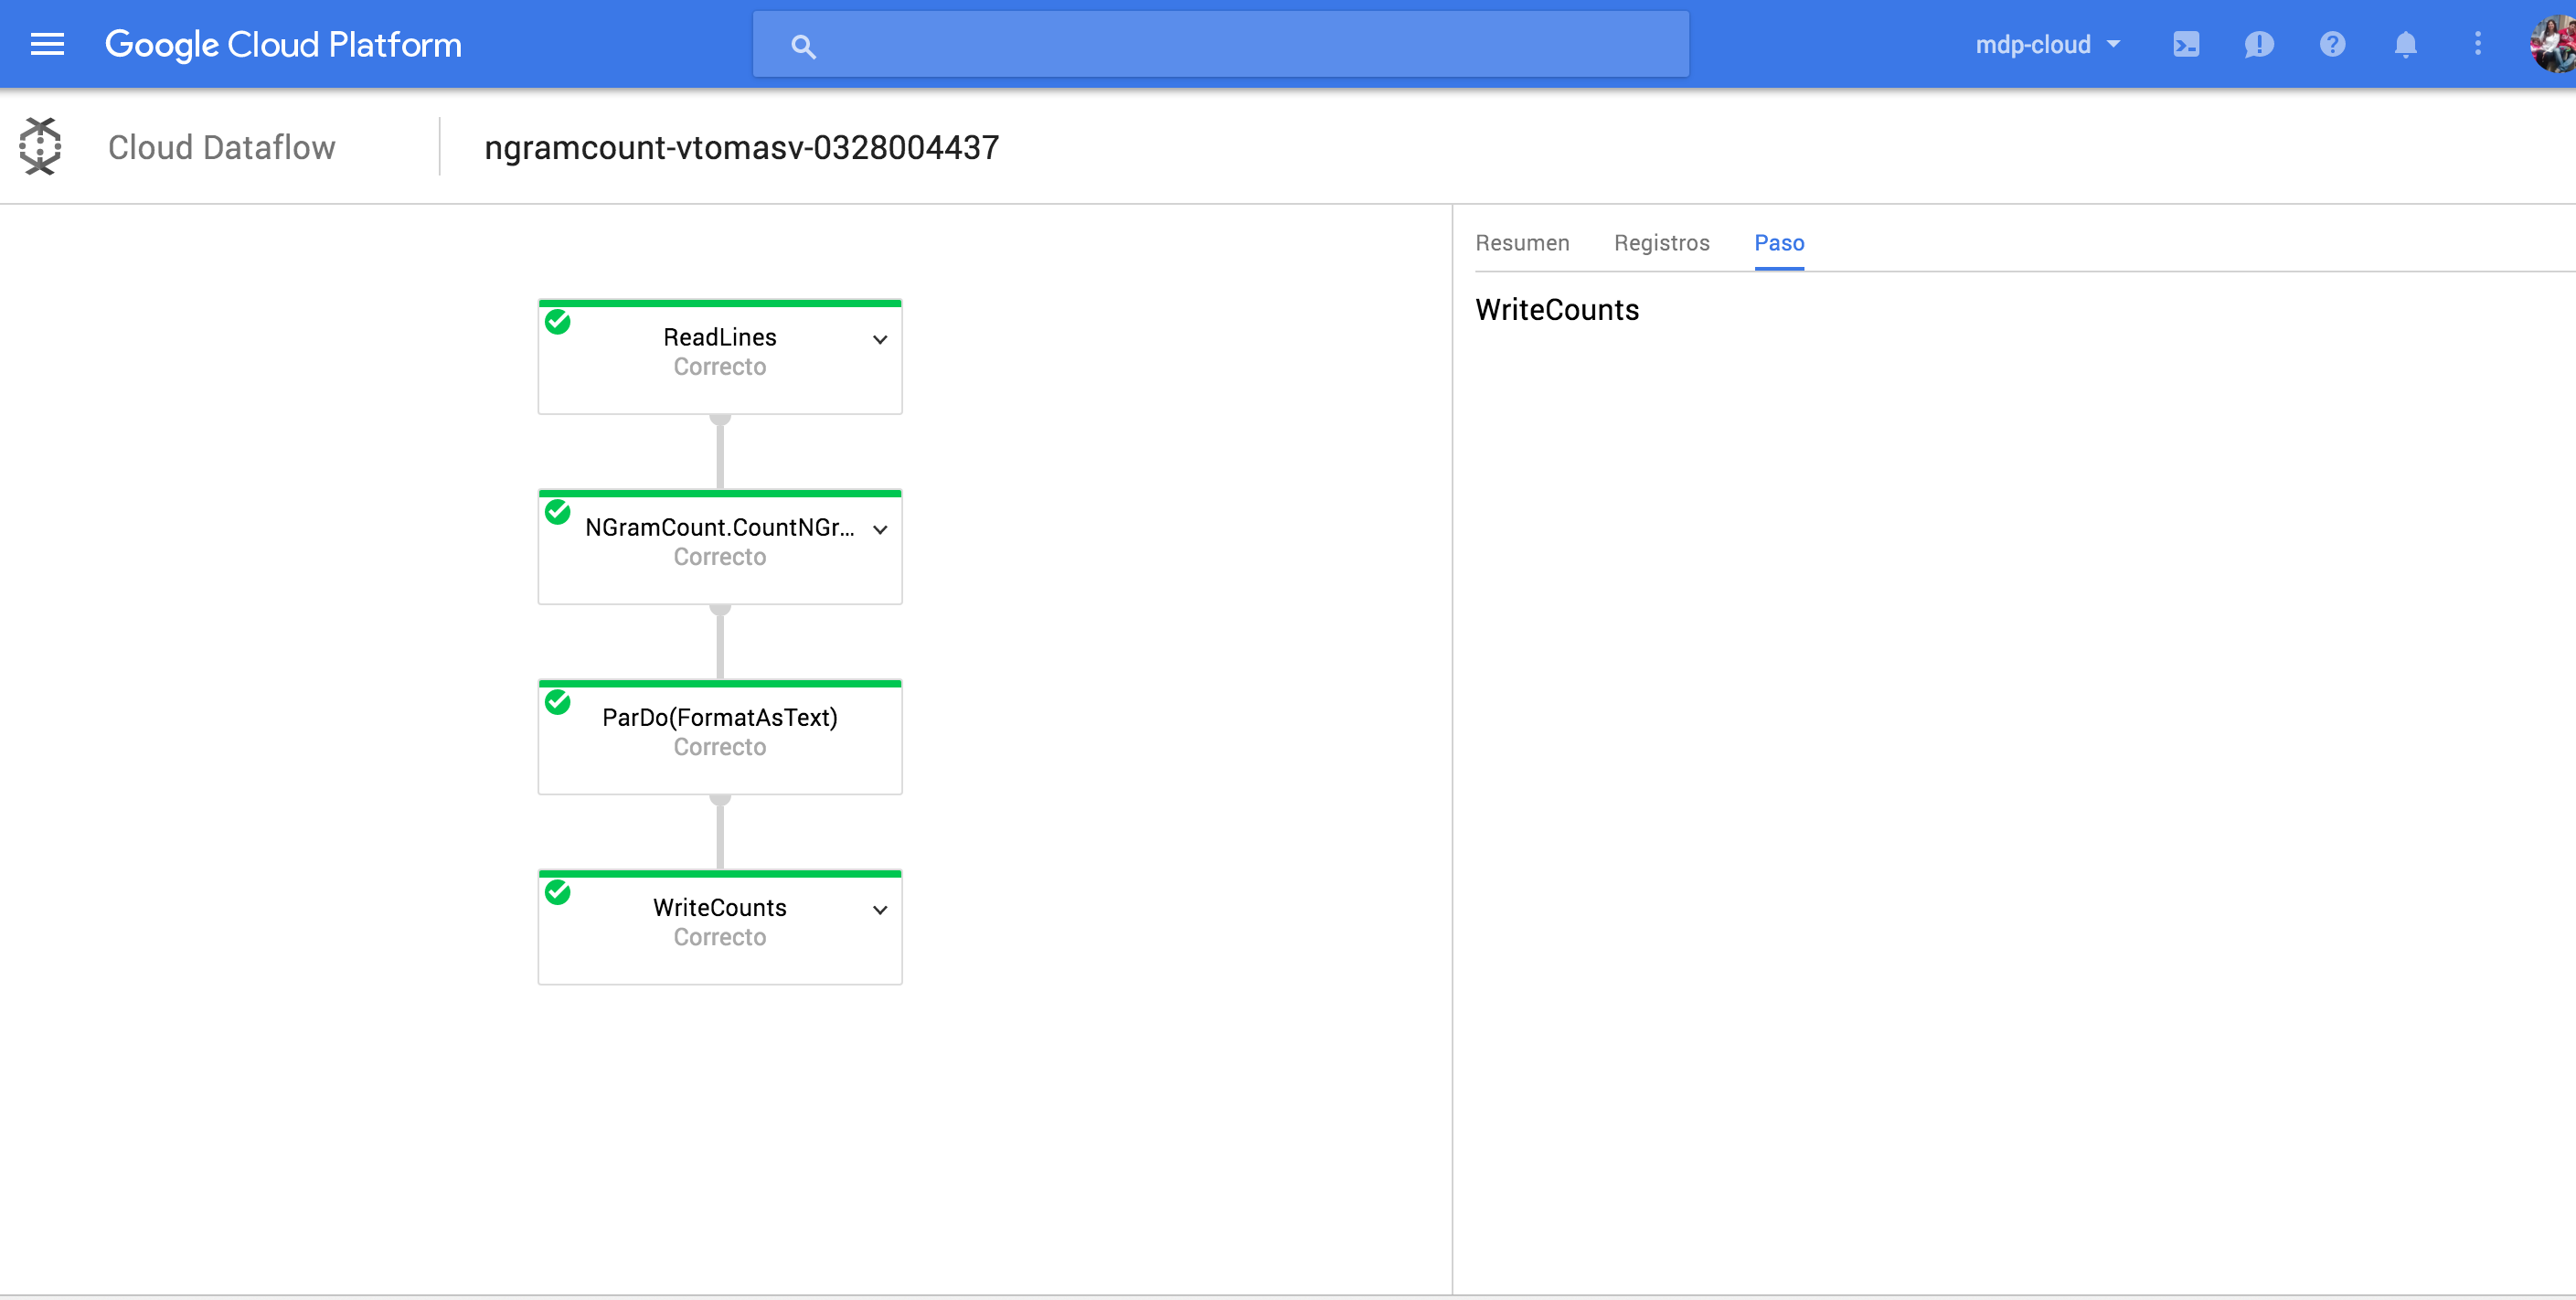 Google Cloud Platform
mdp-cloud
Cloud Dataflow
ngramcount-vtomasv-0328004437
Resumen Registros Paso
WriteCounts
ReadLines
Correcto
NGramCount.CountNGr...
Correcto
ParDo(FormatAsText)
Correcto
WriteCounts
Correcto